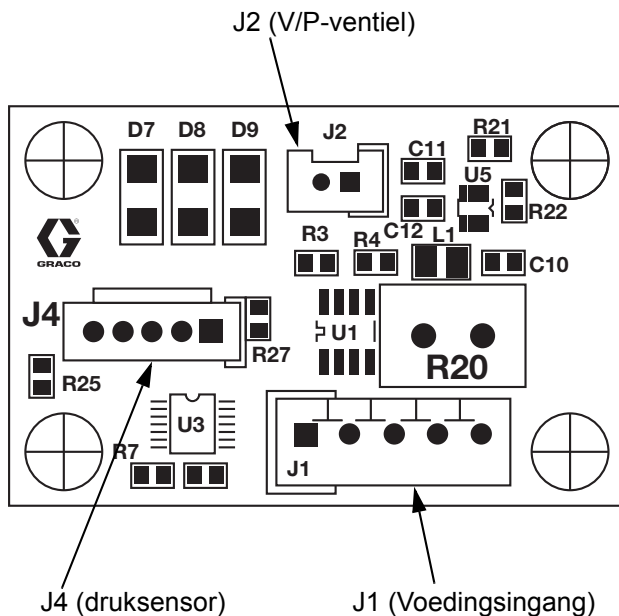 J2 (V/P-ventiel)
D7 D8 D9 J2 C11 R21
U5
R22
C12
R3 R4 L1
C10
GRACO
J4
R27
U1
R20
R25
U3
R7
J1
J4 (druksensor) J1 (Voedingsingang)